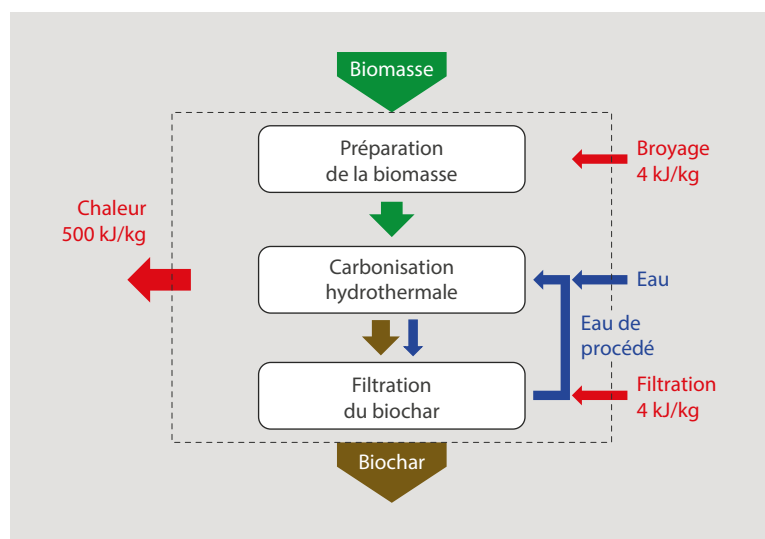 Biomasse
Préparation
de la biomasse
Broyage
4 kJ/kg
Chaleur
500 kJ/kg
Carbonisation
hydrothermale
Eau
Eau de
procédé
Filtration
du biochar
Filtration
4 kJ/kg
Biochar